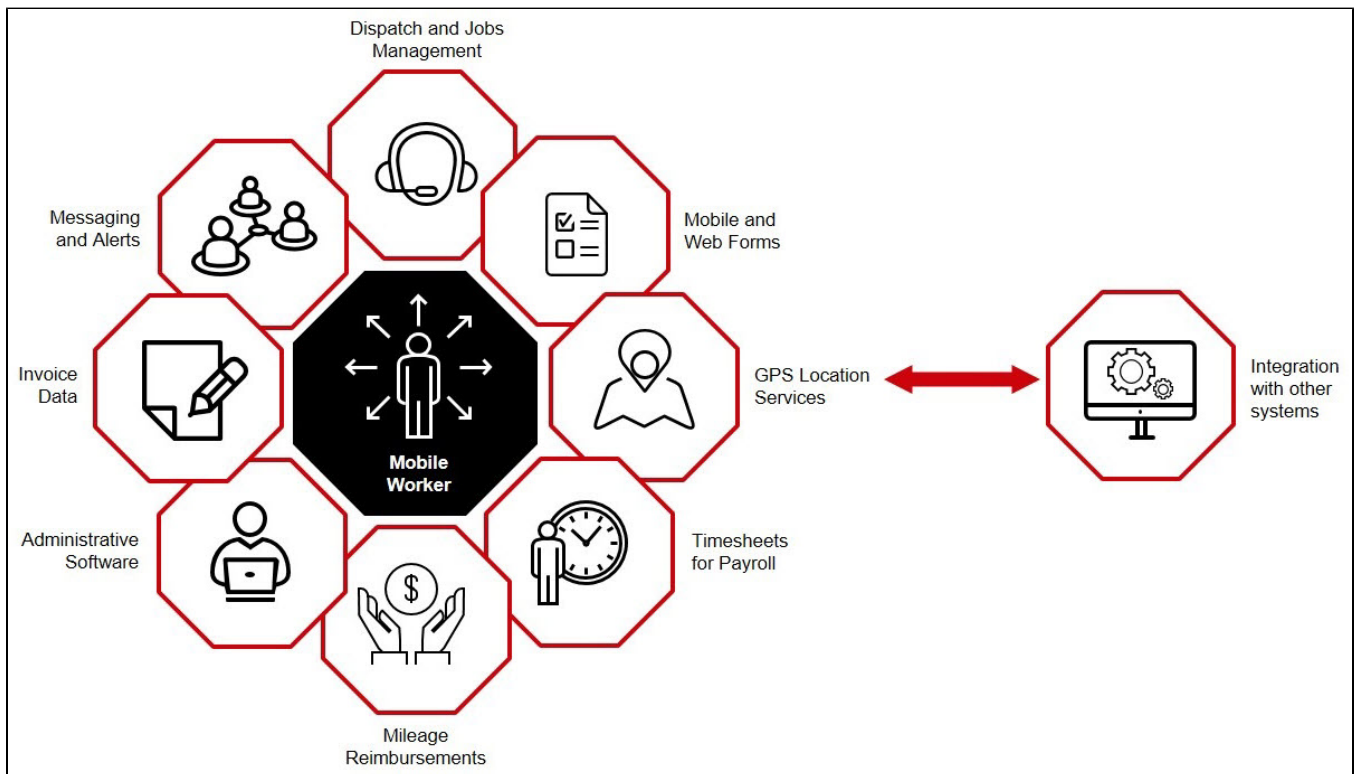 Dispatch and Jobs
Management
Messaging
and Alerts
Mobile and
Web Forms
Invoice
Data
Mobile
Worker
GPS Location
Services
Integration
with other
systems
Administrative
Software
$
Timesheets
for Payroll
Mileage
Reimbursements